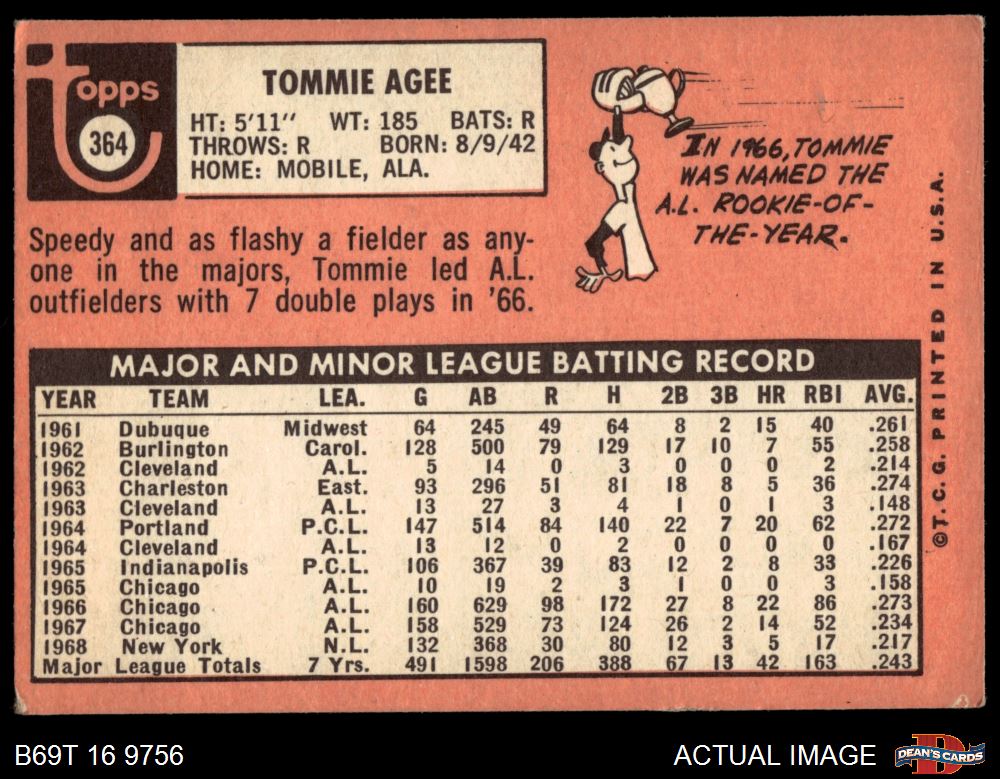 topps
364
TOMMIE AGEE
HT: 5'11" WT: 185 BATS: R
THROWS: R BORN: 8/9/42
HOME: MOBILE, ALA.
IN 1966, TOMMIE
WAS NAMED THE
A.L. ROOKIE-OF-
THE-YEAR.
Speedy and as flashy a fielder as any-
one in the majors, Tommie led A.L.
outfielders with 7 double plays in '66.
MAJOR AND MINOR LEAGUE BATTING RECORD
YEAR TEAM LEA. G AB R H 2B 3B HR RBI AVG.
1961 Dubuque Midwest 64 245 49 64 8 2 15 40 .261
1962 Burlington Carol. 128 500 79 129 17 10 7 55 .258
1962 Cleveland A.L. 5 14 0 3 0 0 0 2 .214
1963 Charleston East. 93 296 51 81 18 8 5 36 .274
1963 Cleveland A.L. 13 27 3 4 1 0 1 3 .148
1964 Portland P.C.L. 147 514 84 140 22 7 20 62 .272
1964 Cleveland A.L. 13 12 0 2 0 0 0 0 .167
1965 Indianapolis P.C.L. 106 367 39 83 12 2 8 33 .226
1965 Chicago A.L. 10 19 2 3 1 0 0 3 .158
1966 Chicago A.L. 160 629 98 172 27 8 22 86 .273
1967 Chicago A.L. 158 529 73 124 26 2 14 52 .234
1968 New York N.L. 132 368 30 80 12 3 5 17 .217
Major League Totals 7 Yrs. 491 1598 206 388 67 13 42 163 .243
©T.C.G. PRINTED IN U.S.A.
B69T 16 9756
ACTUAL IMAGE
DEAN'S CARDS